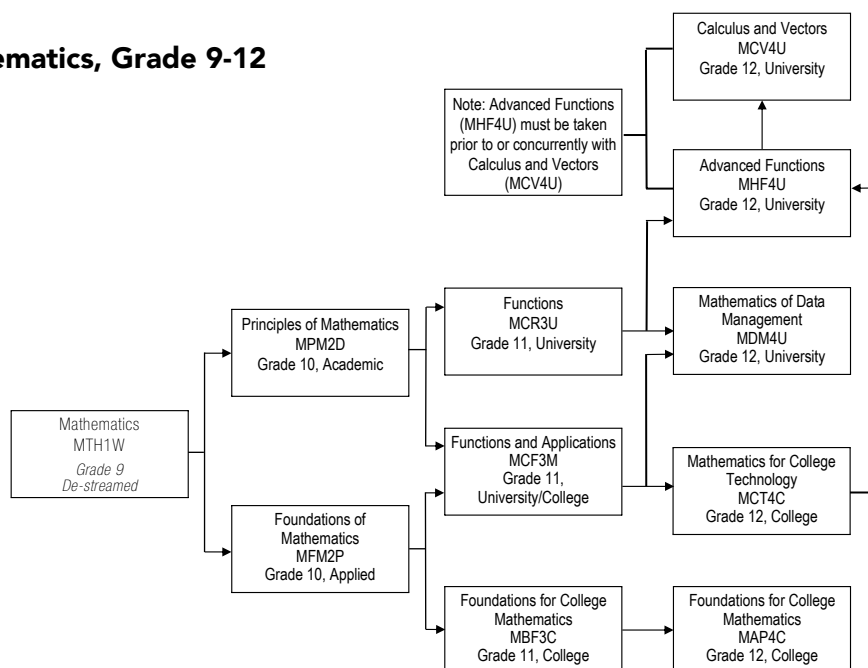 ematics, Grade 9-12
Calculus and Vectors
MCV4U
Grade 12, University
Note: Advanced Functions
(MHF4U) must be taken
prior to or concurrently with
Calculus and Vectors
(MCV4U)
Advanced Functions
MHF4U
Grade 12, University
Principles of Mathematics
MPM2D
Grade 10, Academic
Functions
MCR3U
Grade 11, University
Mathematics of Data
Management
MDM4U
Grade 12, University
Mathematics
MTH1W
Grade 9
De-streamed
Functions and Applications
MCF3M
Grade 11,
University/College
Mathematics for College
Technology
MCT4C
Grade 12, College
Foundations of
Mathematics
MFM2P
Grade 10, Applied
Foundations for College
Mathematics
MBF3C
Grade 11, College
Foundations for College
Mathematics
MAP4C
Grade 12, College